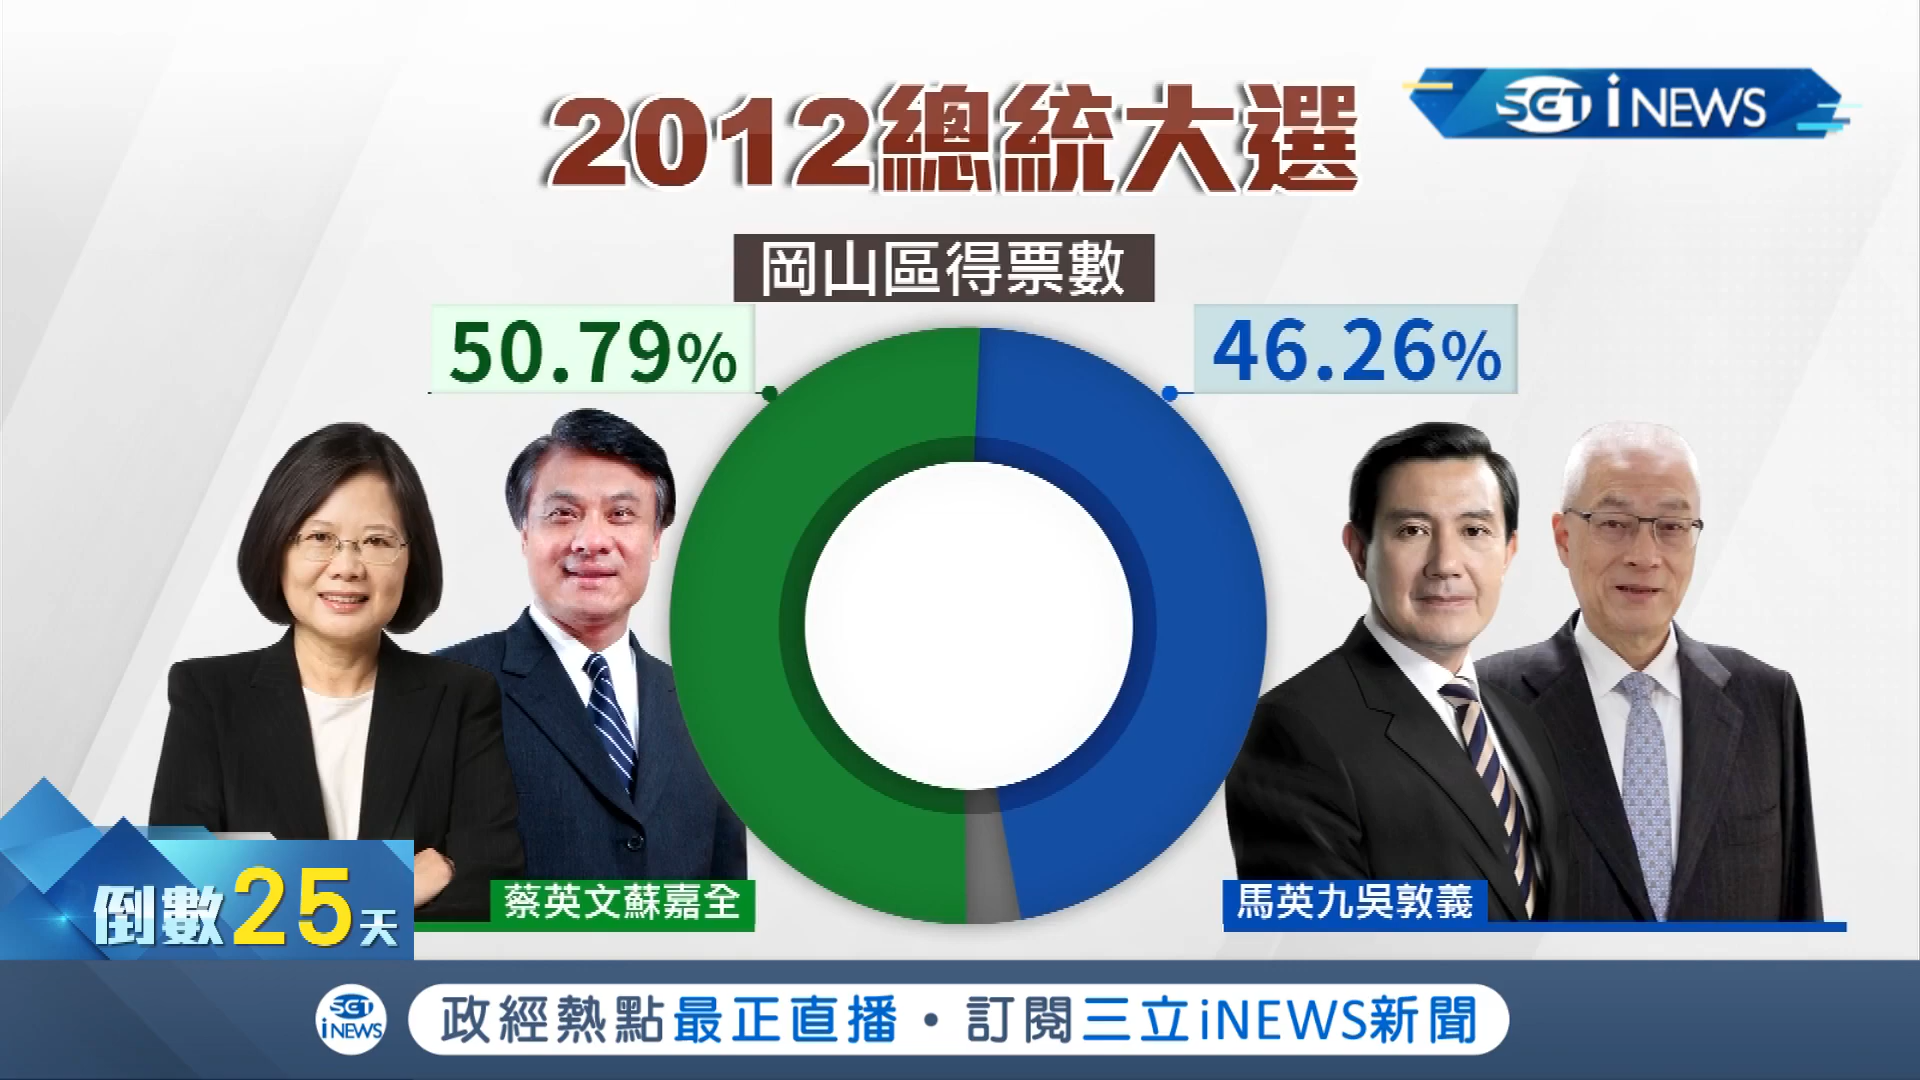 2012總統大選
SET iNEWS
岡山區得票數
50.79%
46.26%
蔡英文蘇嘉全
馬英九吳敦義
倒數25天
SET iNEWS
政經熱點最正直播・訂閱三立iNEWS新聞